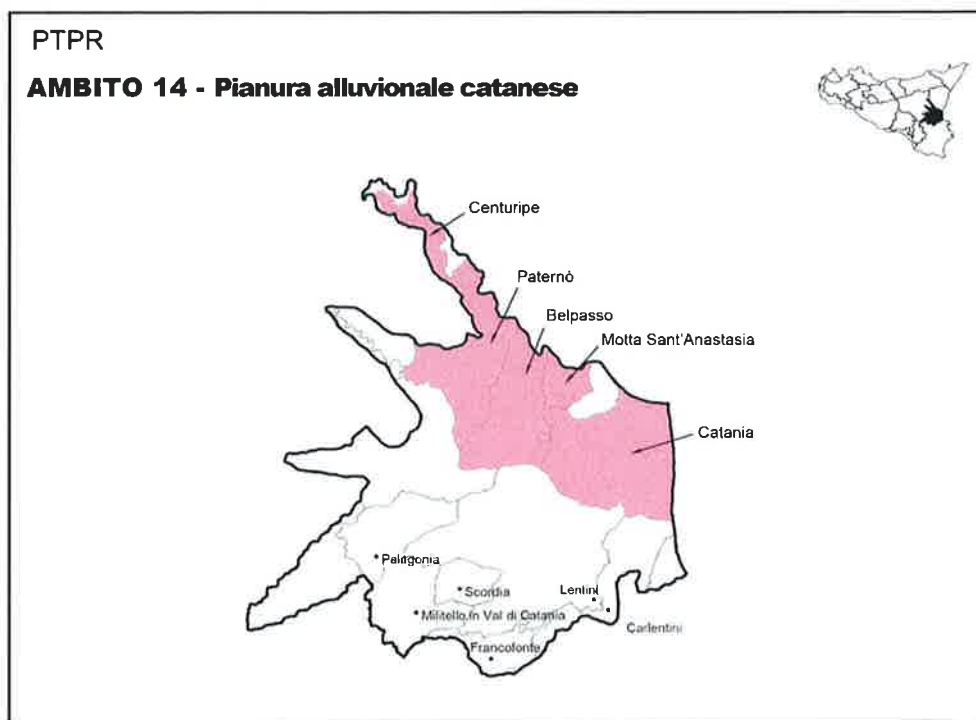 PTPR
AMBITO 14 - Pianura alluvionale catanese
Centuripe
Paternò
Belpasso
Motta Sant'Anastasia
Catania
Palagonia
Scordia
Lentini
Militello in Val di Catania
Carlentini
Francofonte